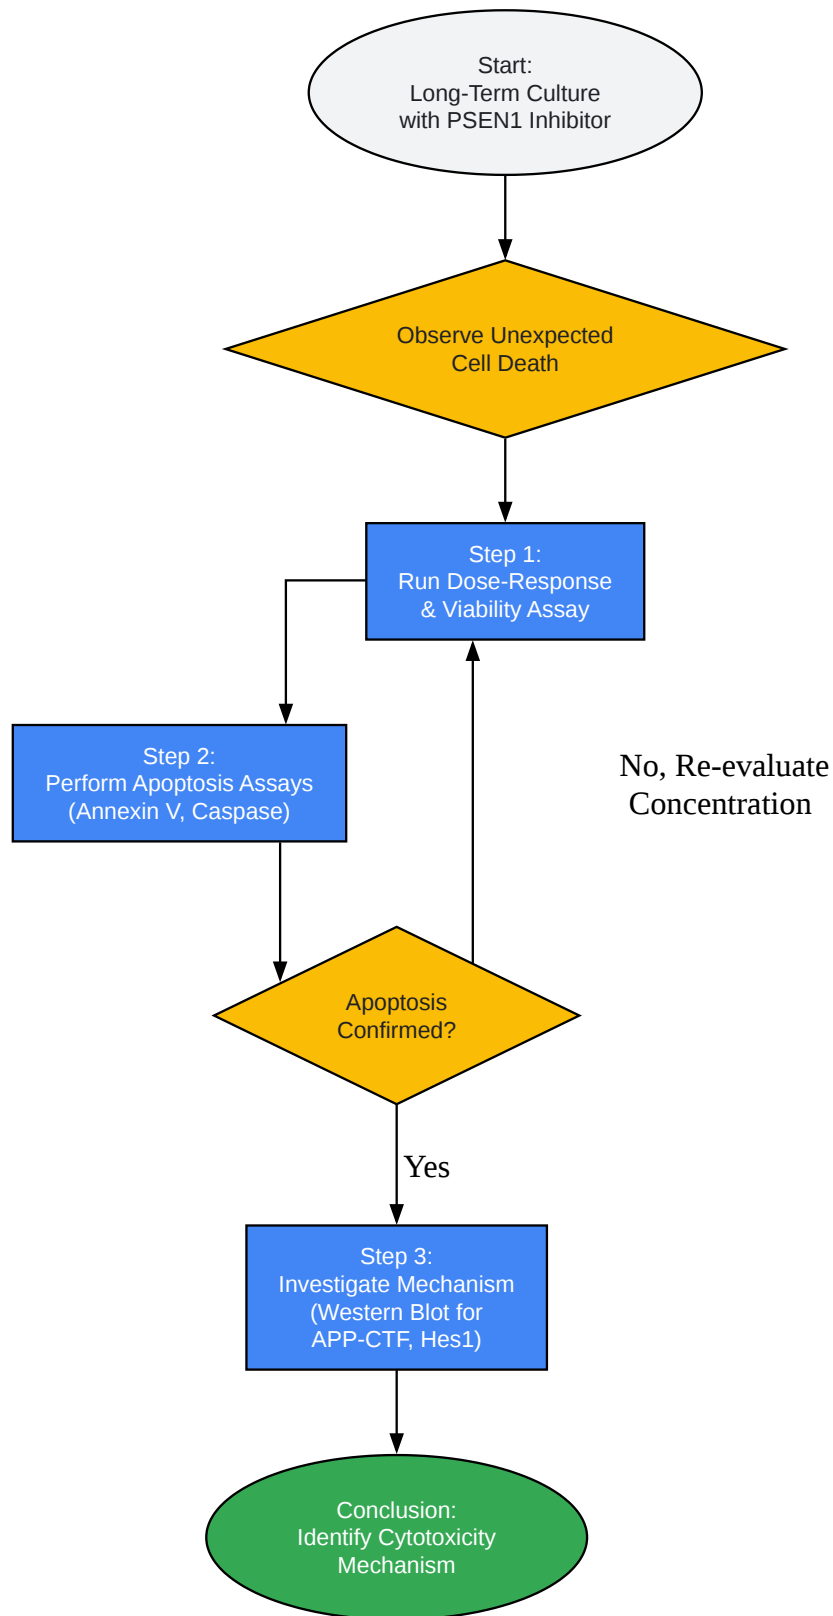 Start:
Long-Term Culture
with PSEN1 Inhibitor
Observe Unexpected
Cell Death
Step 1:
Run Dose-Response
& Viability Assay
Step 2:
Perform Apoptosis Assays
(Annexin V, Caspase)
No, Re-evaluate
Concentration
Apoptosis
Confirmed?
Yes
Step 3:
Investigate Mechanism
(Western Blot for
APP-CTF, Hes1)
Conclusion:
Identify Cytotoxicity
Mechanism